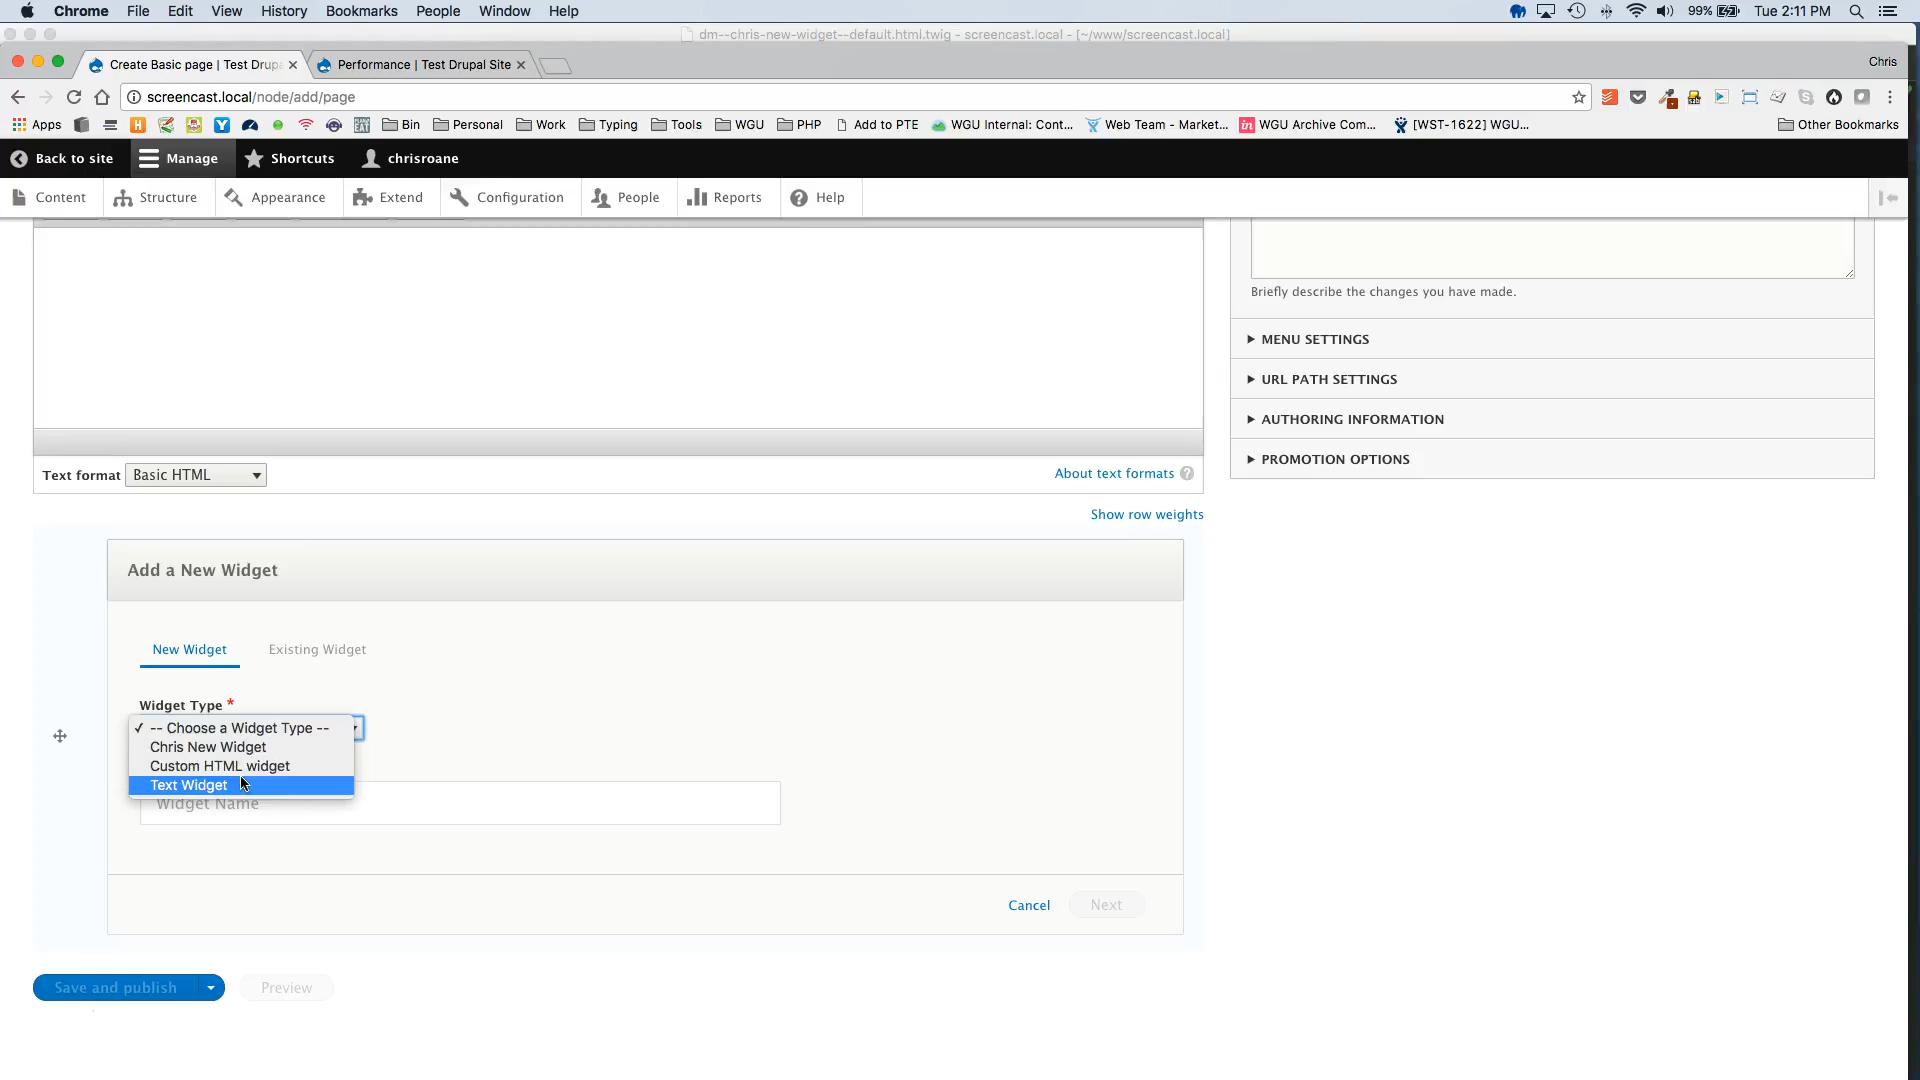 Chrome File Edit View History Bookmarks People Window Help 99% Tue 2:11 PM
dm--chris-new-widget--default.html.twig - screencast.local - [~/www/screencast.local]
Create Basic page | Test Drupa Performance | Test Drupal Site Chris
screencast.local/node/add/page
Apps Bin Personal Work Typing Tools WGU PHP Add to PTE WGU Internal: Cont... Web Team - Market... WGU Archive Com... [WST-1622] WGU... Other Bookmarks
Back to site Manage Shortcuts chrisroane
Content Structure Appearance Extend Configuration People Reports Help
Briefly describe the changes you have made.
MENU SETTINGS
URL PATH SETTINGS
AUTHORING INFORMATION
PROMOTION OPTIONS
Text format Basic HTML About text formats ?
Show row weights
Add a New Widget
New Widget Existing Widget
Widget Type *
✓ -- Choose a Widget Type --
Chris New Widget
Custom HTML widget
Text Widget
Widget Name
Cancel Next
Save and publish Preview